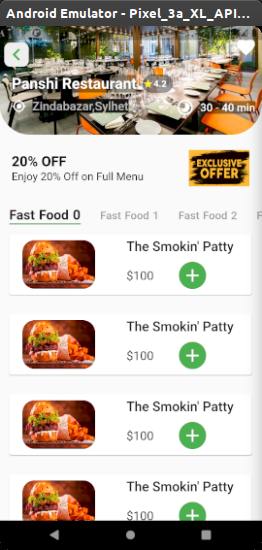 Android Emulator - Pixel_3a_XL_API...
Panshi Restaurant ★4.2
Zindabazar,Sylhet 30 - 40 min
20% OFF
Enjoy 20% Off on Full Menu
EXCLUSIVE
OFFER
Fast Food 0 Fast Food 1 Fast Food 2 F
The Smokin' Patty
$100
The Smokin' Patty
$100
The Smokin' Patty
$100
The Smokin' Patty
$100